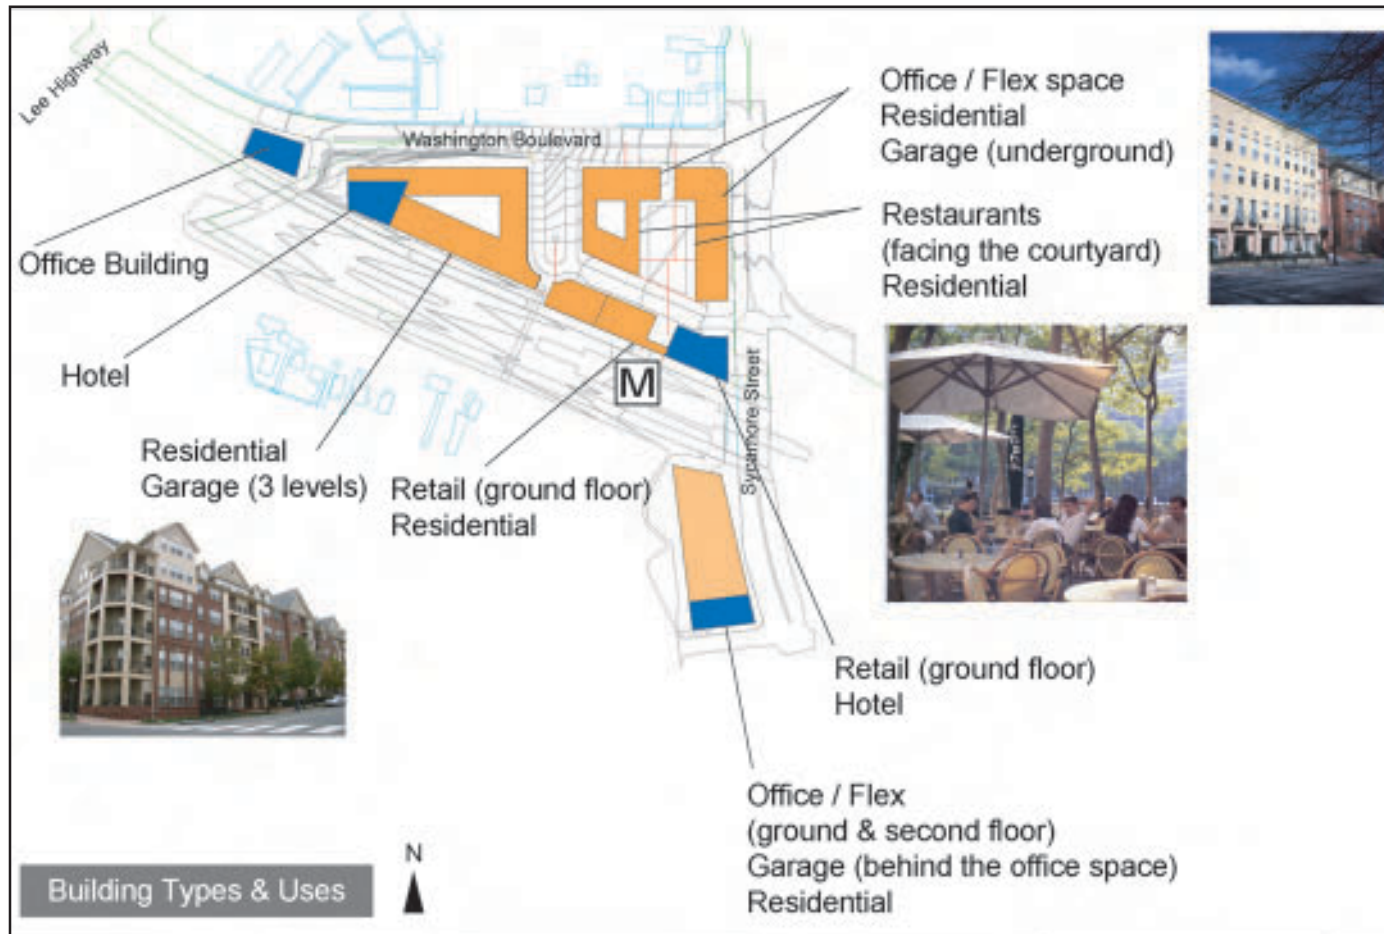 Lee Highway
Washington Boulevard
Office / Flex space
Residential
Garage (underground)
Restaurants
(facing the courtyard)
Residential
Office Building
Hotel
M
Sycamore Street
Residential
Garage (3 levels)
Retail (ground floor)
Residential
Retail (ground floor)
Hotel
Office / Flex
(ground & second floor)
Garage (behind the office space)
Residential
Building Types & Uses
N